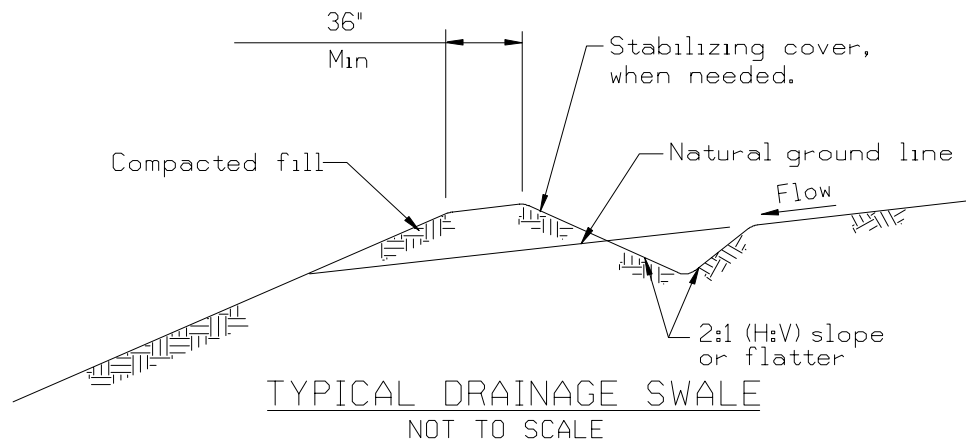 36"
Min
Stabilizing cover,
when needed.
Compacted fill
Natural ground line
Flow
2:1 (H:V) slope
or flatter
TYPICAL DRAINAGE SWALE
NOT TO SCALE